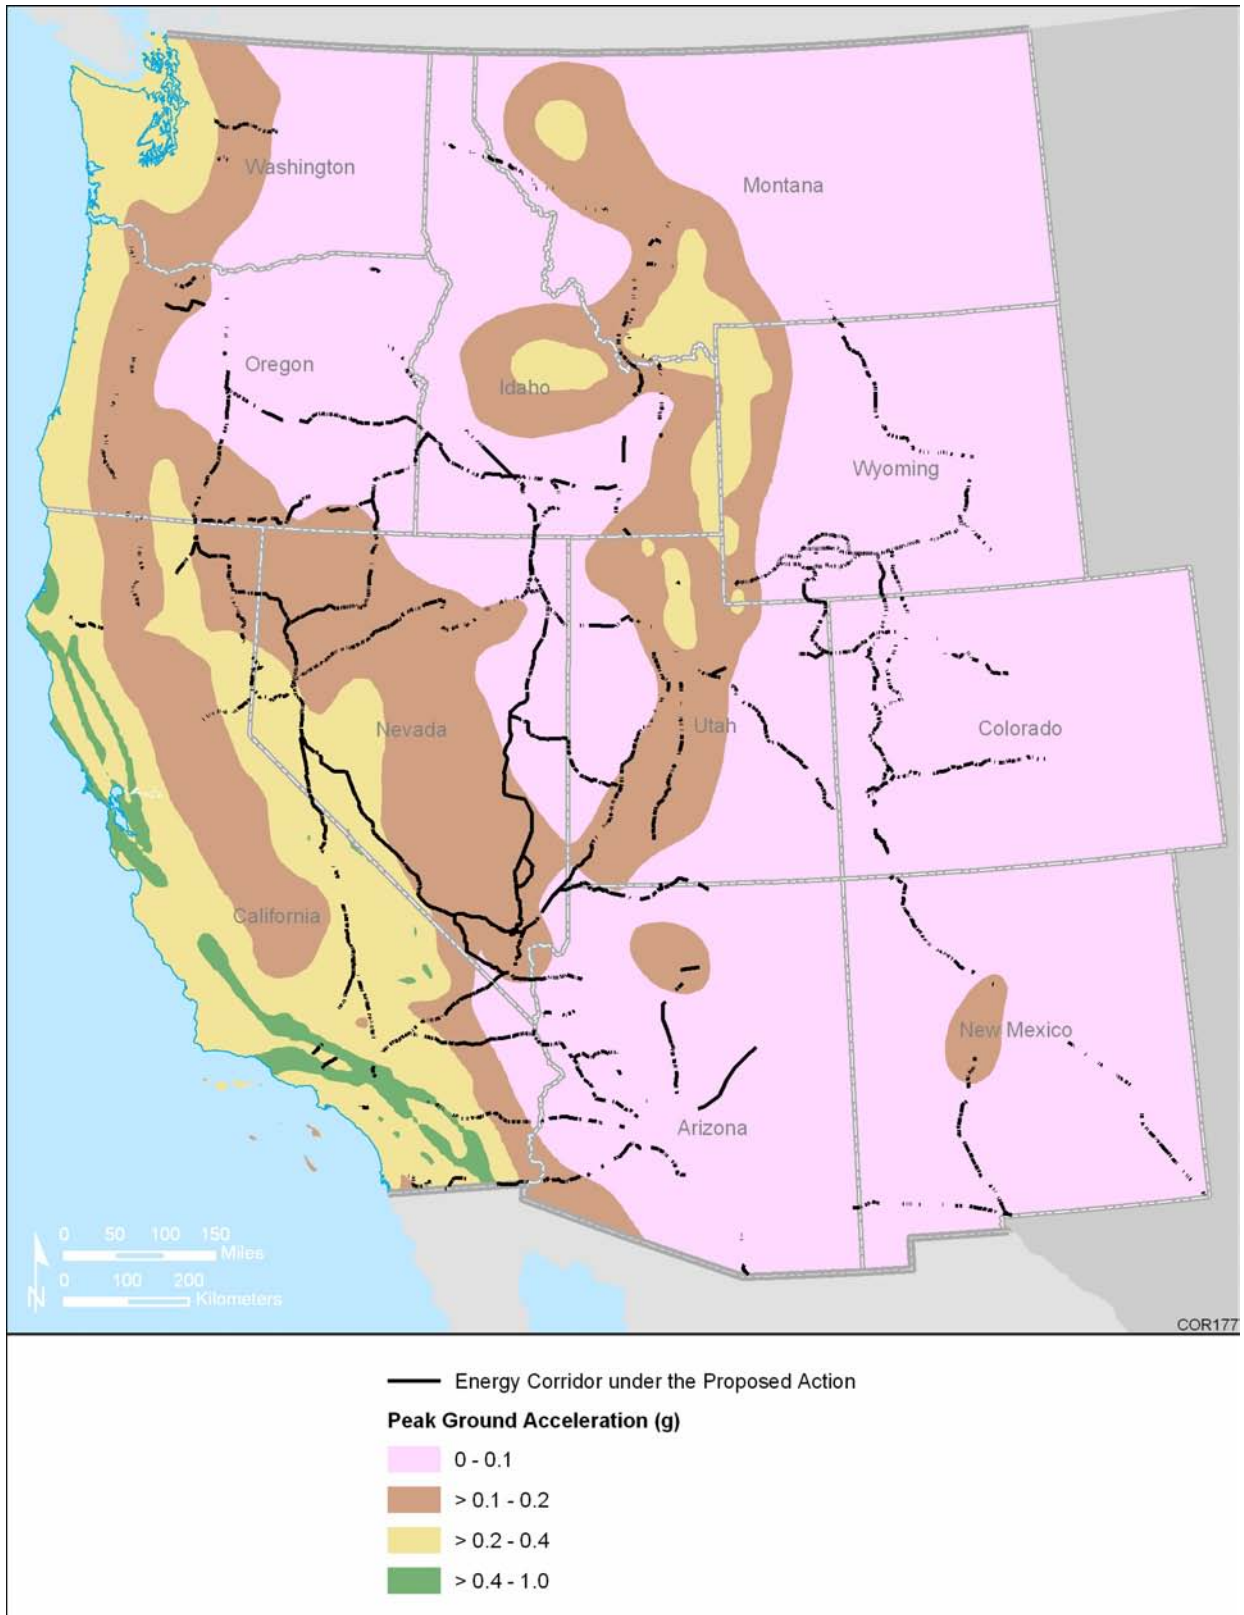 Washington
Montana
Oregon
Idaho
Wyoming
Nevada
Utah
Colorado
California
New Mexico
Arizona
0 50 100 150
Miles
0 100 200
Kilometers
N
COR177
Energy Corridor under the Proposed Action
Peak Ground Acceleration (g)
0 - 0.1
> 0.1 - 0.2
> 0.2 - 0.4
> 0.4 - 1.0